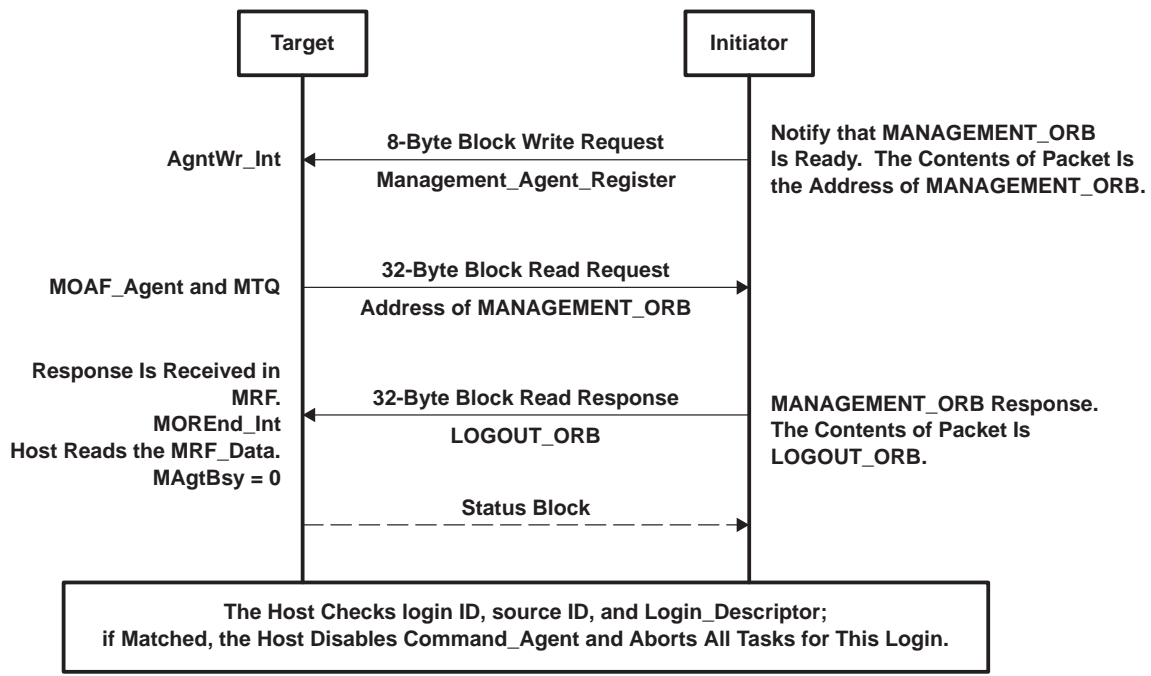 Target
Initiator
AgntWr_Int
8-Byte Block Write Request
Management_Agent_Register
Notify that MANAGEMENT_ORB
Is Ready. The Contents of Packet Is
the Address of MANAGEMENT_ORB.
MOAF_Agent and MTQ
32-Byte Block Read Request
Address of MANAGEMENT_ORB
Response Is Received in
MRF.
MOREnd_Int
Host Reads the MRF_Data.
MAgtBsy = 0
32-Byte Block Read Response
LOGOUT_ORB
MANAGEMENT_ORB Response.
The Contents of Packet Is
LOGOUT_ORB.
Status Block
The Host Checks login ID, source ID, and Login_Descriptor;
if Matched, the Host Disables Command_Agent and Aborts All Tasks for This Login.